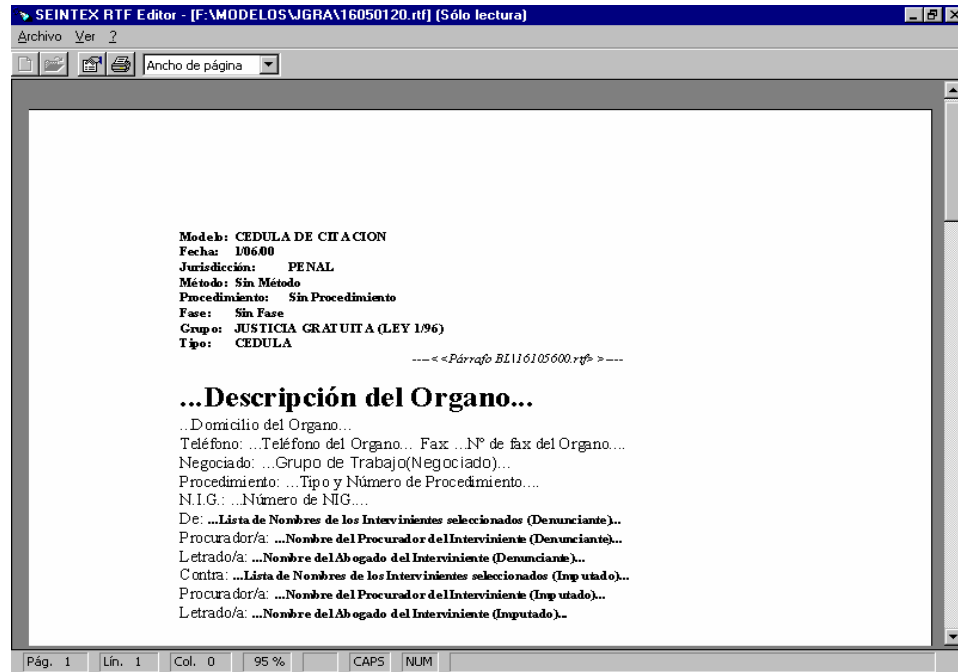 SEINTEX RTF Editor - [F:\MODELOS\JGRA\16050120.rtf] (Sólo lectura)
Archivo Ver ?
Ancho de página
Modelo: CEDULA DE CITACION
Fecha: 1/06/00
Jurisdicción: PENAL
Método: Sin Método
Procedimiento: Sin Procedimiento
Fase: Sin Fase
Grupo: JUSTICIA GRATUITA (LEY 1/96)
Tipo: CEDULA
----<<Párrafo BL\16105600.rtf>>----
...Descripción del Organo...
...Domicilio del Organo...
Teléfono: ...Teléfono del Organo... Fax ...Nº de fax del Organo....
Negociado: ...Grupo de Trabajo(Negociado)...
Procedimiento: ...Tipo y Número de Procedimiento....
N.I.G.: ...Número de NIG....
De: ...Lista de Nombres de los Intervinientes seleccionados (Denunciante)...
Procurador/a: ...Nombre del Procurador del Interviniente (Denunciante)...
Letrado/a: ...Nombre del Abogado del Interviniente (Denunciante)...
Contra: ...Lista de Nombres de los Intervinientes seleccionados (Imputado)...
Procurador/a: ...Nombre del Procurador del Interviniente (Imputado)...
Letrado/a: ...Nombre del Abogado del Interviniente (Imputado)...
Pág. 1 Lín. 1 Col. 0 95 % CAPS NUM